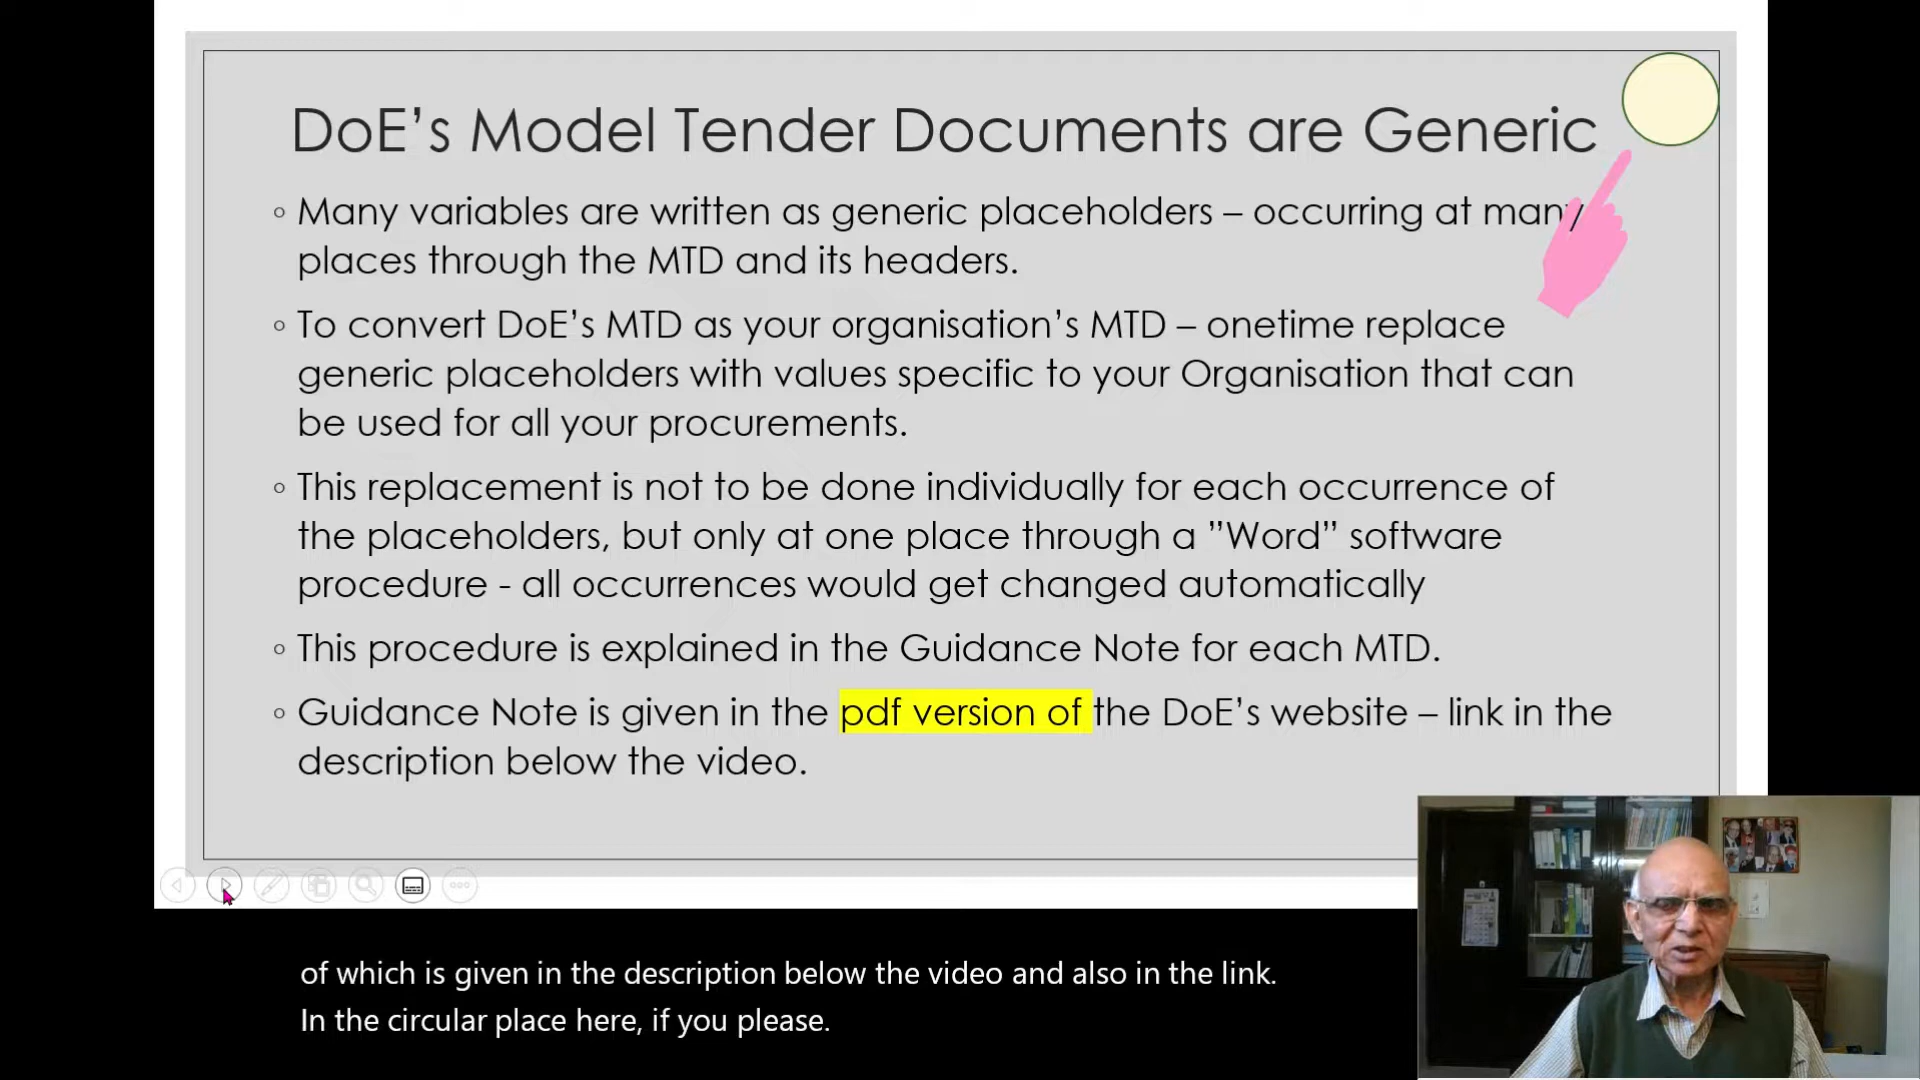 DoE’s Model Tender Documents are Generic
◦ Many variables are written as generic placeholders – occurring at many
places through the MTD and its headers.
◦ To convert DoE’s MTD as your organisation’s MTD – onetime replace
generic placeholders with values specific to your Organisation that can
be used for all your procurements.
◦ This replacement is not to be done individually for each occurrence of
the placeholders, but only at one place through a ”Word” software
procedure - all occurrences would get changed automatically
◦ This procedure is explained in the Guidance Note for each MTD.
◦ Guidance Note is given in the pdf version of the DoE’s website – link in the
description below the video.
of which is given in the description below the video and also in the link.
In the circular place here, if you please.